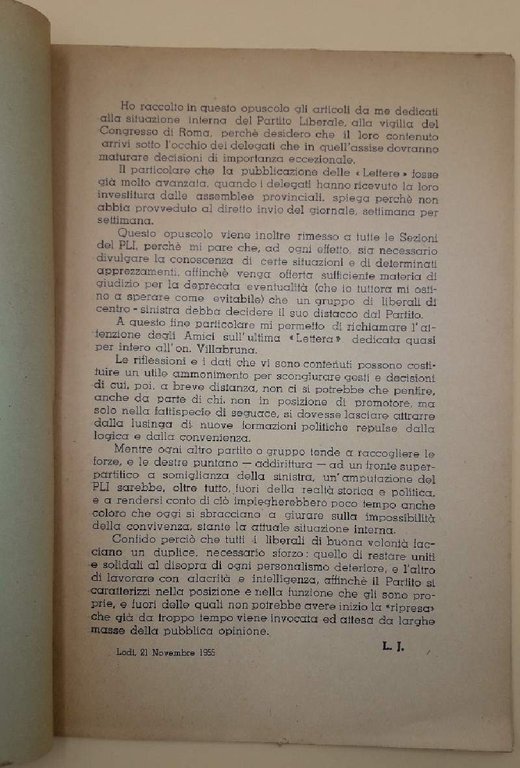 Ho raccolto in questo opuscolo gli articoli da me dedicati
alla situazione interna del Partito Liberale, alla vigilia del
Congresso di Roma, perchè desidero che il loro contenuto
arrivi sotto l'occhio dei delegati che in quell'assise dovranno
maturare decisioni di importanza eccezionale.
Il particolare che la pubblicazione delle « Lettere » fosse
già molto avanzata, quando i delegati hanno ricevuto la loro
investitura dalle assemblee provinciali, spiega perchè non
abbia provveduto al diretto invio del giornale, settimana per
settimana.
Questo opuscolo viene inoltre rimesso a tutte le Sezioni
del PLI, perchè mi pare che, ad ogni effetto, sia necessario
divulgare la conoscenza di certe situazioni e di determinati
apprezzamenti, affinchè venga offerta sufficiente materia di
giudizio per la deprecata eventualità (che io tuttora mi osti-
no a sperare come evitabile) che un gruppo di liberali di
centro-sinistra debba decidere il suo distacco dal Partito.
A questo fine particolare mi permetto di richiamare l'at-
tenzione degli Amici sull'ultima « Lettera » dedicata quasi
per intero all'on. Villabruna.
Le riflessioni e i dati che vi sono contenuti possono costi-
tuire un utile ammonimento per scongiurare gesti e decisioni
di cui, poi, a breve distanza, non ci si potrebbe che pentire,
anche da parte di chi, non in posizione di promotore, ma
solo nella fattispecie di seguace, si dovesse lasciare attrarre
dalla lusinga di nuove formazioni politiche repulse dalla
logica e dalla convenienza.
Mentre ogni altro partito o gruppo tende a raccogliere le
forze, e le destre puntano — addirittura — ad un fronte super-
partitico a somiglianza della sinistra, un'amputazione del
PLI sarebbe, oltre tutto, fuori della realtà storica e politica,
e a rendersi conto di ciò impiegherebbero poco tempo anche
coloro che oggi si sbracciano a giurare sulla impossibilità
della convivenza, stante la attuale situazione interna.
Confido perciò che tutti i liberali di buona volontà fac-
ciano un duplice, necessario sforzo: quello di restare uniti
e solidali al disopra di ogni personalismo deteriore, e l'altro
di lavorare con alacrità e intelligenza, affinchè il Partito si
caratterizzi nella posizione e nella funzione che gli sono pro-
prie, e fuori delle quali non potrebbe avere inizio la «ripresa»
che già da troppo tempo viene invocata ed attesa da larghe
masse della pubblica opinione.
L. J.
Lodi, 21 Novembre 1955